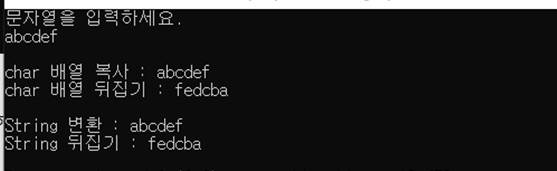 문자열을 입력하세요.
abcdef
char 배열 복사 : abcdef
char 배열 뒤집기 : fedcba
String 변환 : abcdef
String 뒤집기 : fedcba